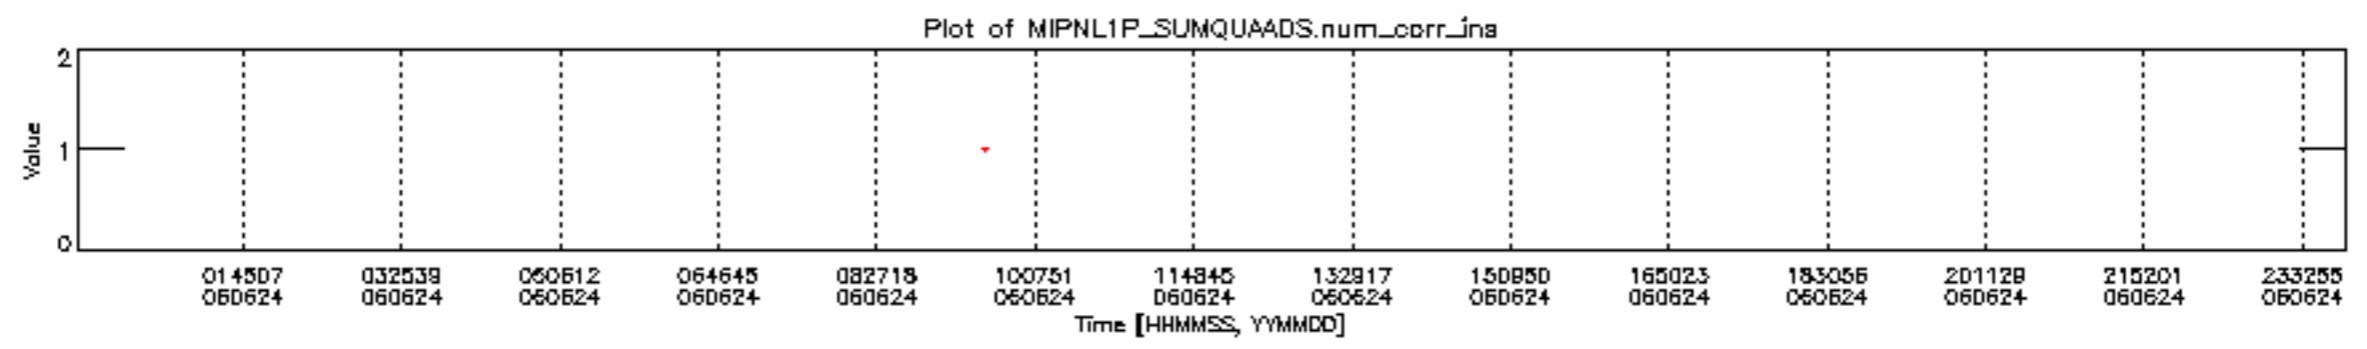 Plot of MIPNL1P_SUMQUAADS.num_corr_ins
2
1
0
Value
014507 032539 050612 064645 082718 100751 114845 132917 150950 165023 183056 201129 215201 233255
060624 060624 060624 060624 060624 060624 060624 060624 060624 060624 060624 060624 060624 060624
Time [HHMMSS, YYMMDD]